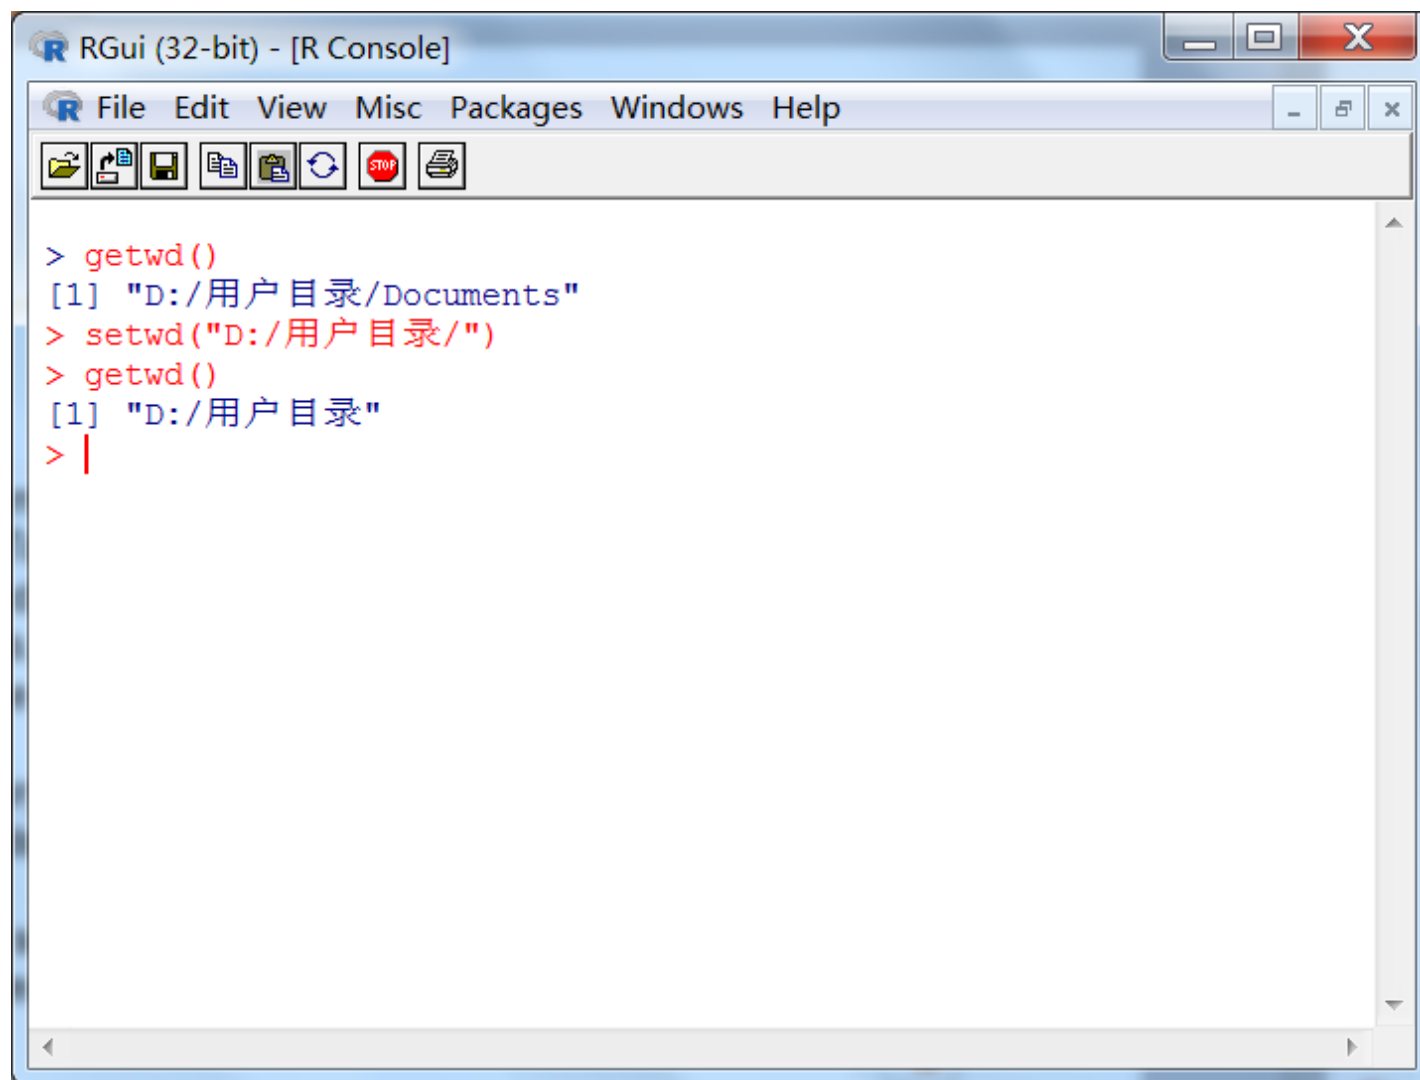 RGui (32-bit) - [R Console]
File Edit View Misc Packages Windows Help
STOP
> getwd()
[1] "D:/用户目录/Documents"
> setwd("D:/用户目录/")
> getwd()
[1] "D:/用户目录"
>